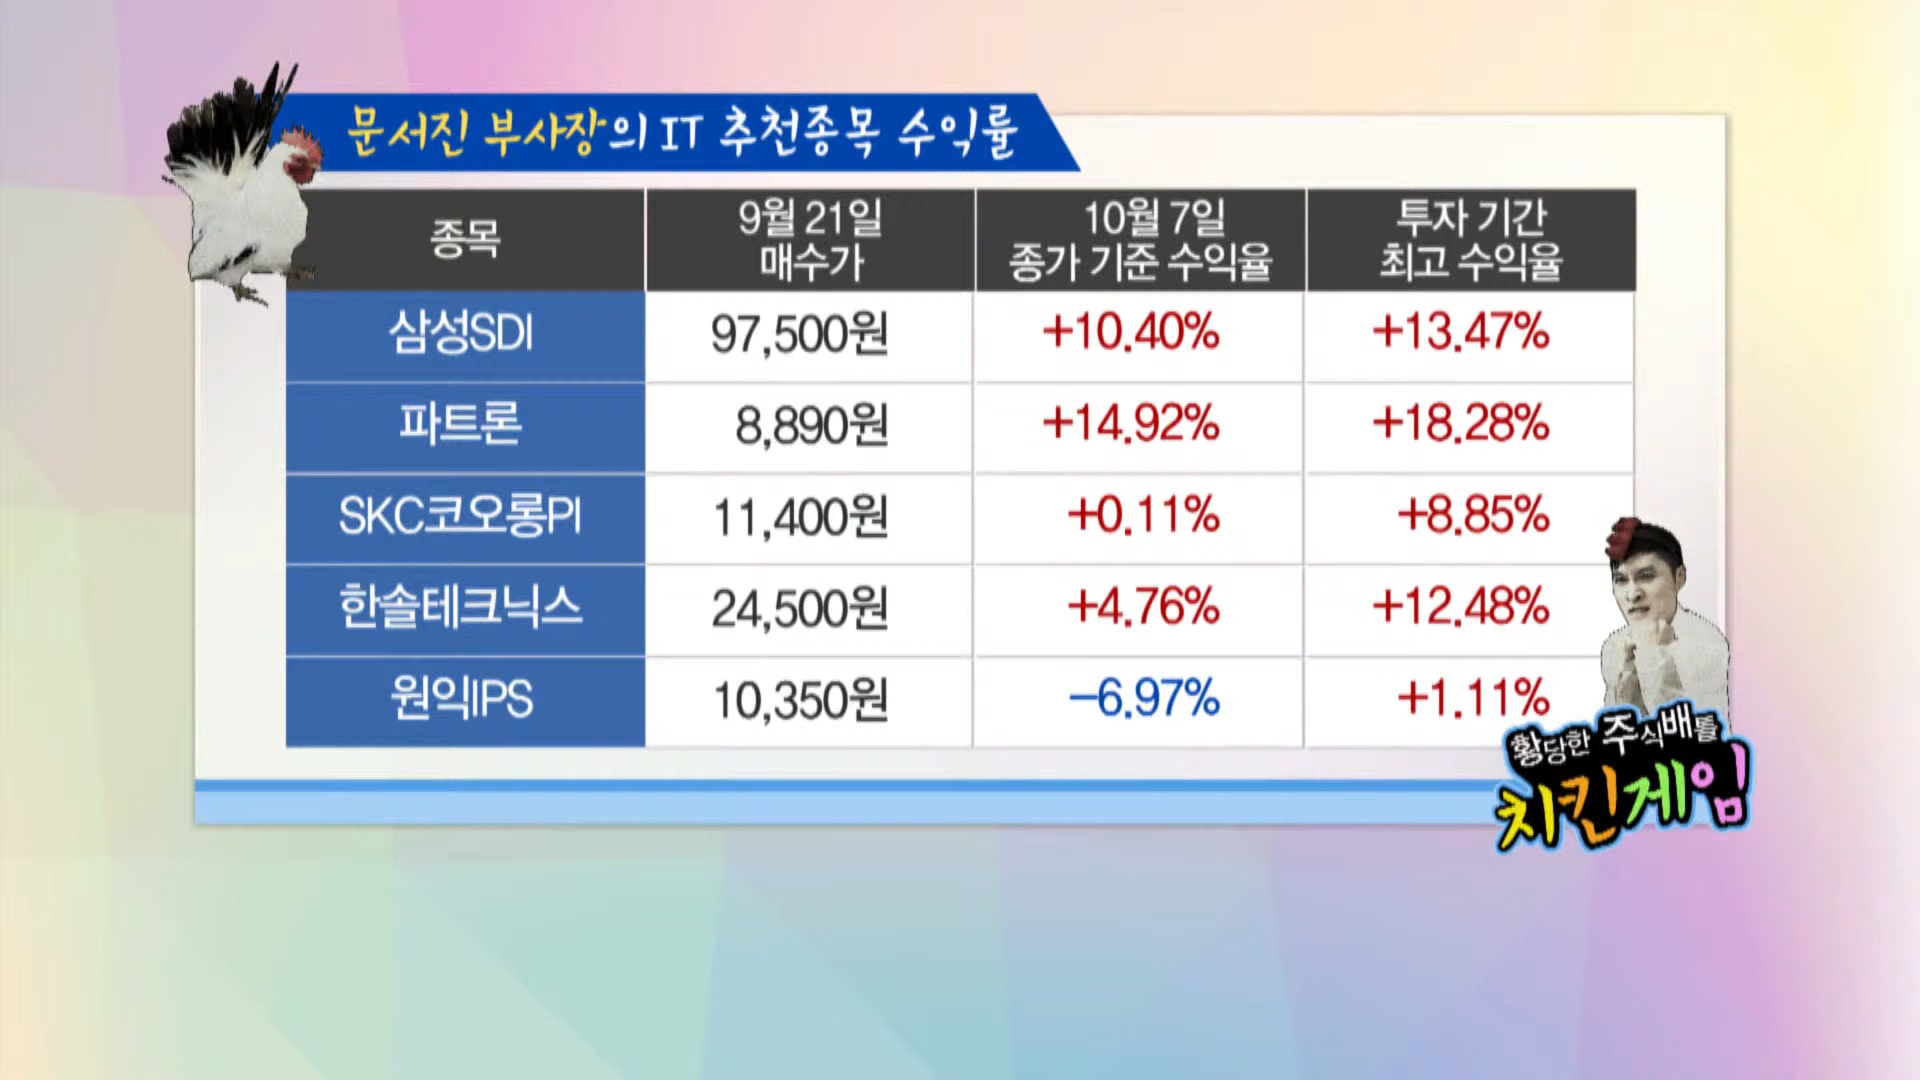 문서진 부사장의 IT 추천종목 수익률
종목
9월 21일
매수가
10월 7일
종가 기준 수익율
투자 기간
최고 수익율
삼성SDI
97,500원
+10.40%
+13.47%
파트론
8,890원
+14.92%
+18.28%
SKC코오롱PI
11,400원
+0.11%
+8.85%
한솔테크닉스
24,500원
+4.76%
+12.48%
원익IPS
10,350원
-6.97%
+1.11%
황당한 주식배틀
치킨게임